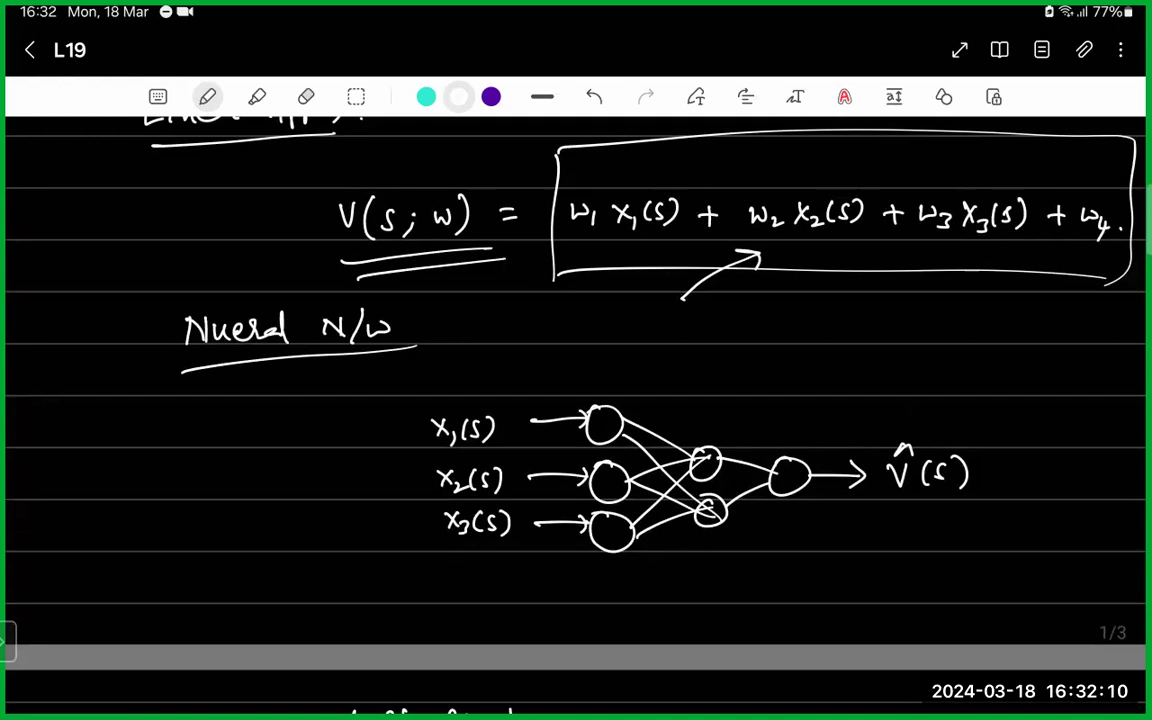 16:32 Mon, 18 Mar 77%
L19
V(s; w) = w₁ x₁(s) + w₂ x₂(s) + w₃ x₃(s) + w₄.
Nueral N/W
x₁(s)
x₂(s) V̂(s)
x₃(s)
1/3
2024-03-18 16:32:10